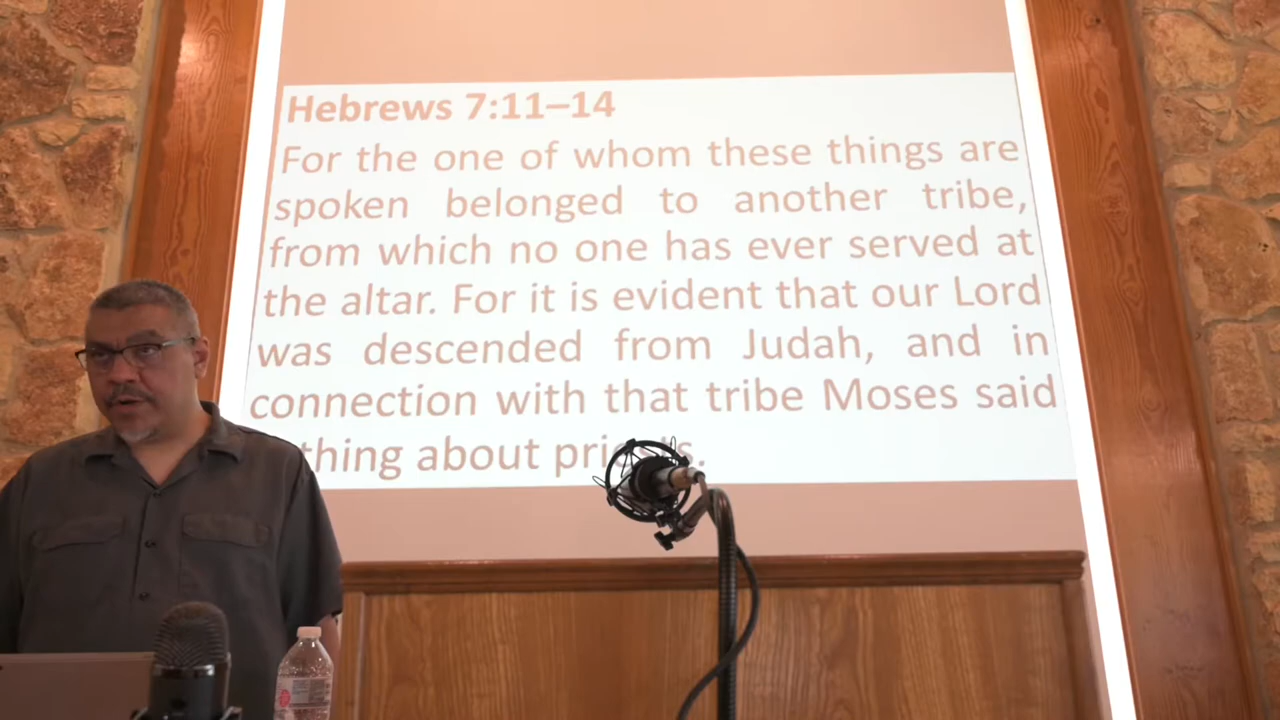 Hebrews 7:11–14
For the one of whom these things are
spoken belonged to another tribe,
from which no one has ever served at
the altar. For it is evident that our Lord
was descended from Judah, and in
connection with that tribe Moses said
thing about